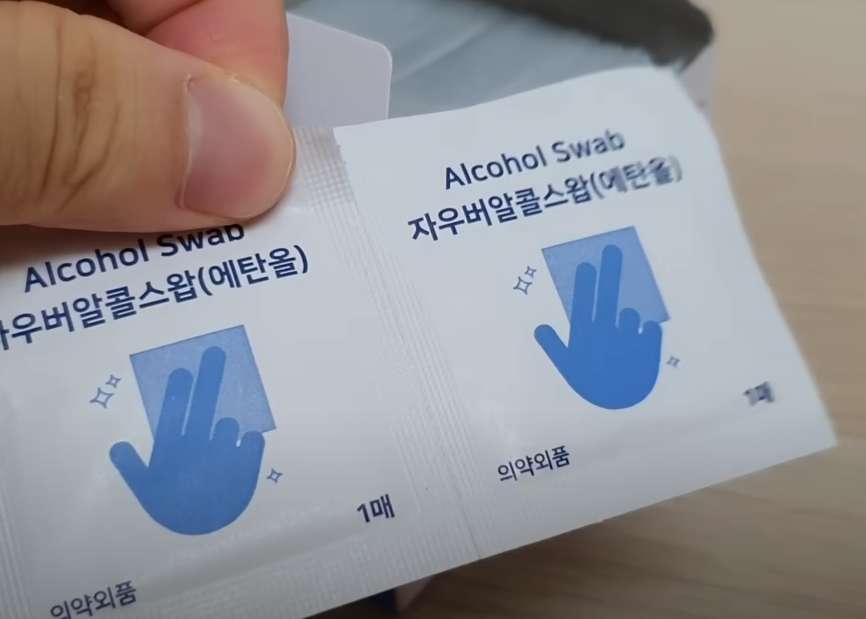 Alcohol Swab
자우버알콜스왑(에탄올)
1매
의약외품
Alcohol Swab
자우버알콜스왑(에탄올)
1매
의약외품